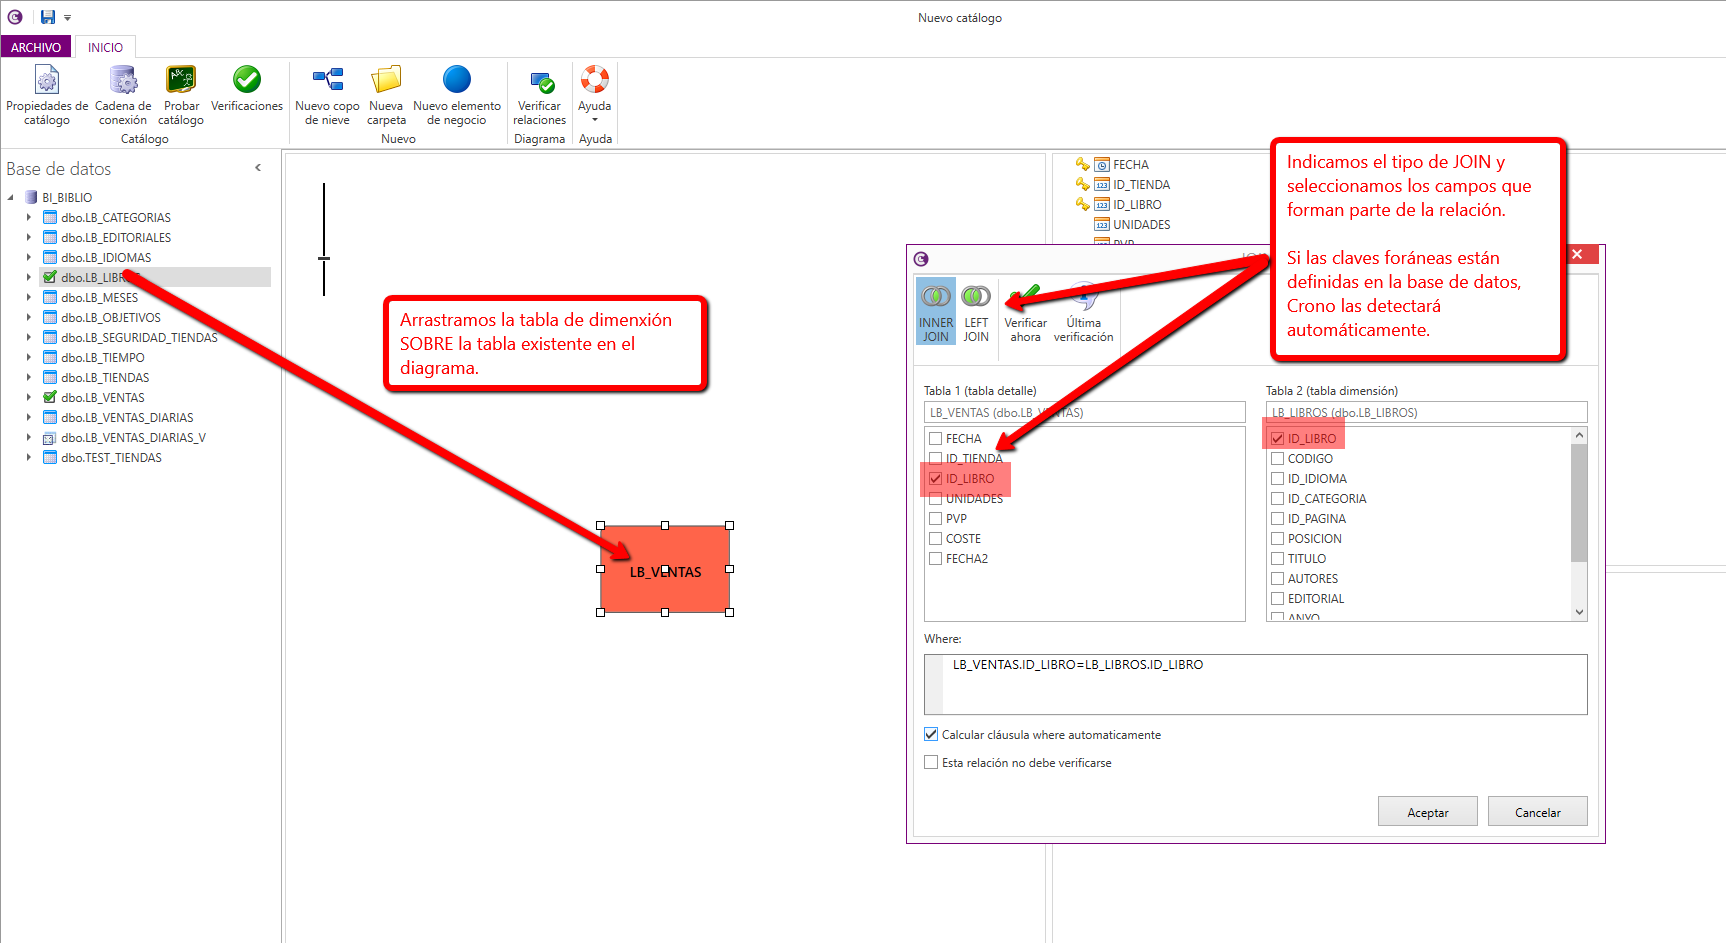 Nuevo catálogo
ARCHIVO
INICIO
Propiedades de catálogo
Cadena de conexión
Probar catálogo
Verificaciones
Nuevo copo de nieve
Nueva carpeta
Nuevo elemento de negocio
Verificar relaciones
Ayuda
Catálogo
Nuevo
Diagrama
Ayuda
Base de datos
BI_BIBLIO
dbo.LB_CATEGORIAS
dbo.LB_EDITORIALES
dbo.LB_IDIOMAS
dbo.LB_LIBR
dbo.LB_MESES
dbo.LB_OBJETIVOS
dbo.LB_SEGURIDAD_TIENDAS
dbo.LB_TIEMPO
dbo.LB_TIENDAS
dbo.LB_VENTAS
dbo.LB_VENTAS_DIARIAS
dbo.LB_VENTAS_DIARIAS_V
dbo.TEST_TIENDAS
Arrastramos la tabla de dimenxión
SOBRE la tabla existente en el
diagrama.
LB_VENTAS
FECHA
ID_TIENDA
ID_LIBRO
UNIDADES
PVP
Indicamos el tipo de JOIN y
seleccionamos los campos que
forman parte de la relación.
Si las claves foráneas están
definidas en la base de datos,
Crono las detectará
automáticamente.
INNER JOIN
LEFT JOIN
Verificar ahora
Última verificación
Tabla 1 (tabla detalle)
LB_VENTAS (dbo.LB_VENTAS)
FECHA
ID_TIENDA
ID_LIBRO
UNIDADES
PVP
COSTE
FECHA2
Tabla 2 (tabla dimensión)
LB_LIBROS (dbo.LB_LIBROS)
ID_LIBRO
CODIGO
ID_IDIOMA
ID_CATEGORIA
ID_PAGINA
POSICION
TITULO
AUTORES
EDITORIAL
ANYO
Where:
LB_VENTAS.ID_LIBRO=LB_LIBROS.ID_LIBRO
Calcular cláusula where automaticamente
Esta relación no debe verificarse
Aceptar
Cancelar